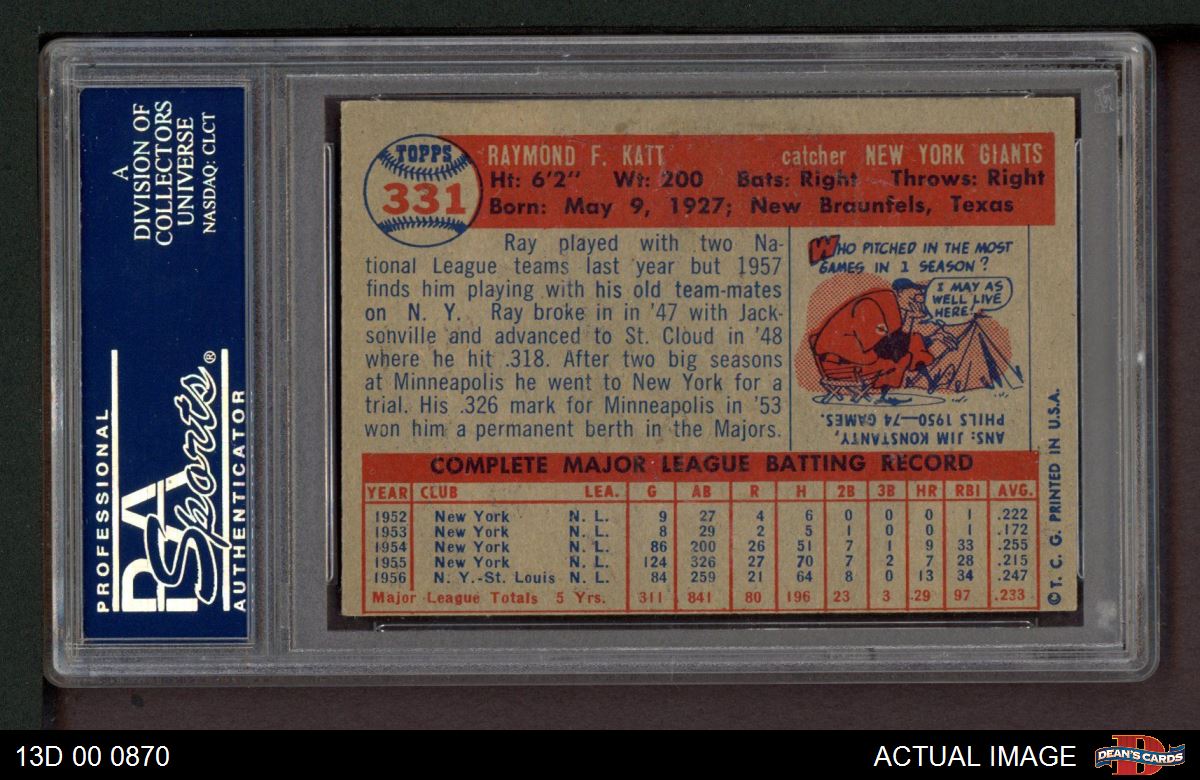 A
DIVISION OF
COLLECTORS
UNIVERSE
NASDAQ: CLCT
PROFESSIONAL
PSA
Sports®
AUTHENTICATOR
TOPPS
331
RAYMOND F. KATT catcher NEW YORK GIANTS
Ht: 6'2" Wt: 200 Bats: Right Throws: Right
Born: May 9, 1927; New Braunfels, Texas
Ray played with two Na-
tional League teams last year but 1957
finds him playing with his old team-mates
on N. Y. Ray broke in in '47 with Jack-
sonville and advanced to St. Cloud in '48
where he hit .318. After two big seasons
at Minneapolis he went to New York for a
trial. His .326 mark for Minneapolis in '53
won him a permanent berth in the Majors.
WHO PITCHED IN THE MOST
GAMES IN 1 SEASON?
I MAY AS
WELL LIVE
HERE!
ANS: JIM KONSTANTY,
PHILS 1950—74 GAMES.
COMPLETE MAJOR LEAGUE BATTING RECORD
YEAR CLUB LEA. G AB R H 2B 3B HR RBI AVG.
1952 New York N. L. 9 27 4 6 0 0 0 1 .222
1953 New York N. L. 8 29 2 5 1 0 0 1 .172
1954 New York N. L. 86 200 26 51 7 1 9 33 .255
1955 New York N. L. 124 326 27 70 7 2 7 28 .215
1956 N. Y.-St. Louis N. L. 84 259 21 64 8 0 13 34 .247
Major League Totals 5 Yrs. 311 841 80 196 23 3 29 97 .233
© T. C. G. PRINTED IN U.S.A.
13D 00 0870
ACTUAL IMAGE
D
DEAN'S CARDS